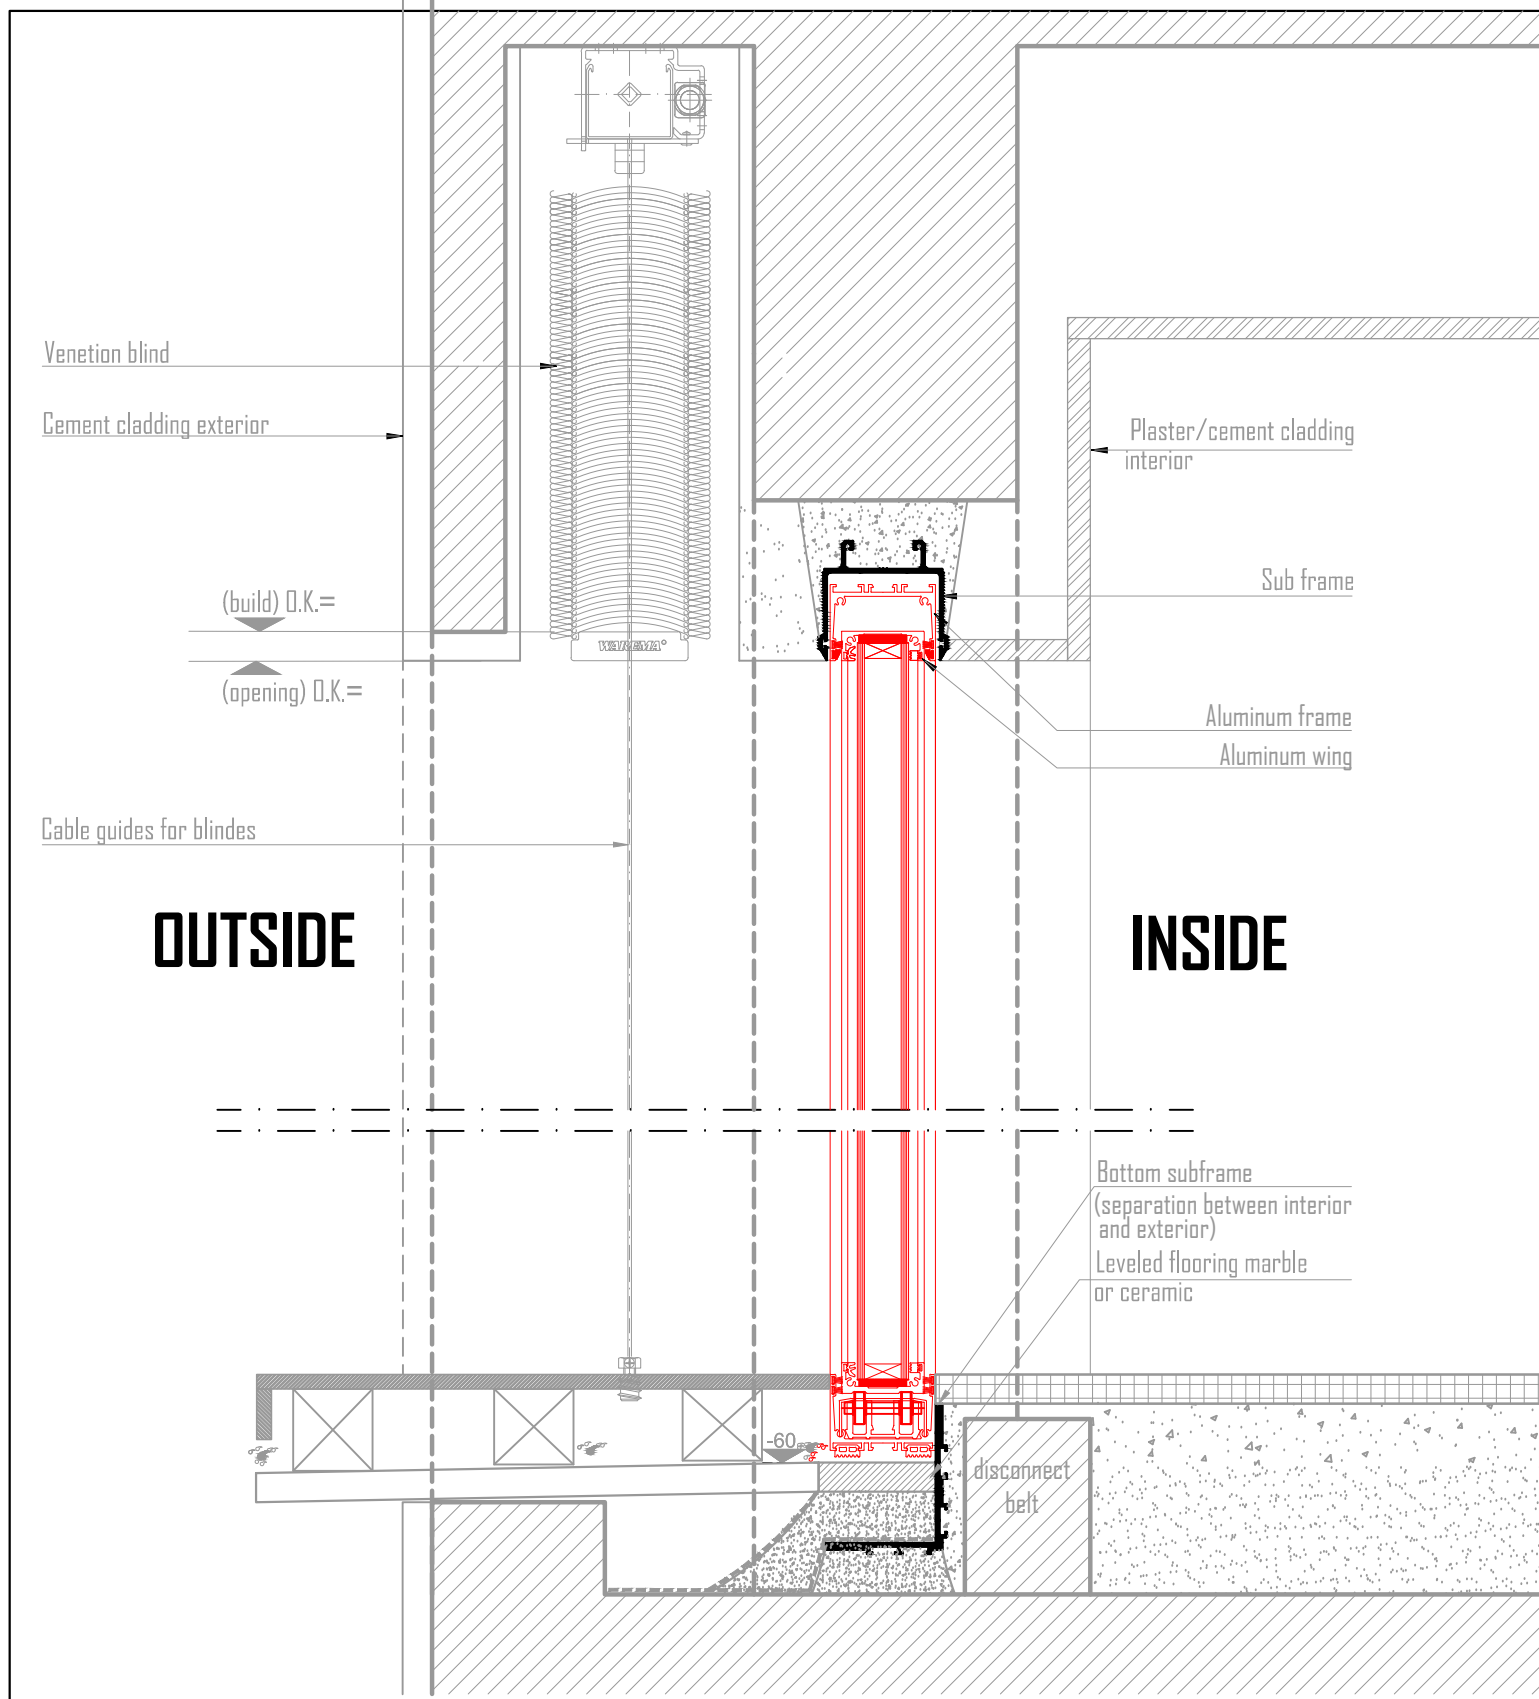 Venetion blind
Cement cladding exterior
Plaster/cement cladding
interior
Sub frame
(build) O.K.=
WAREMA
(opening) O.K.=
Aluminum frame
Aluminum wing
Cable guides for blindes
OUTSIDE
INSIDE
Bottom subframe
(separation between interior
and exterior)
Leveled flooring marble
or ceramic
-60
disconnect
belt